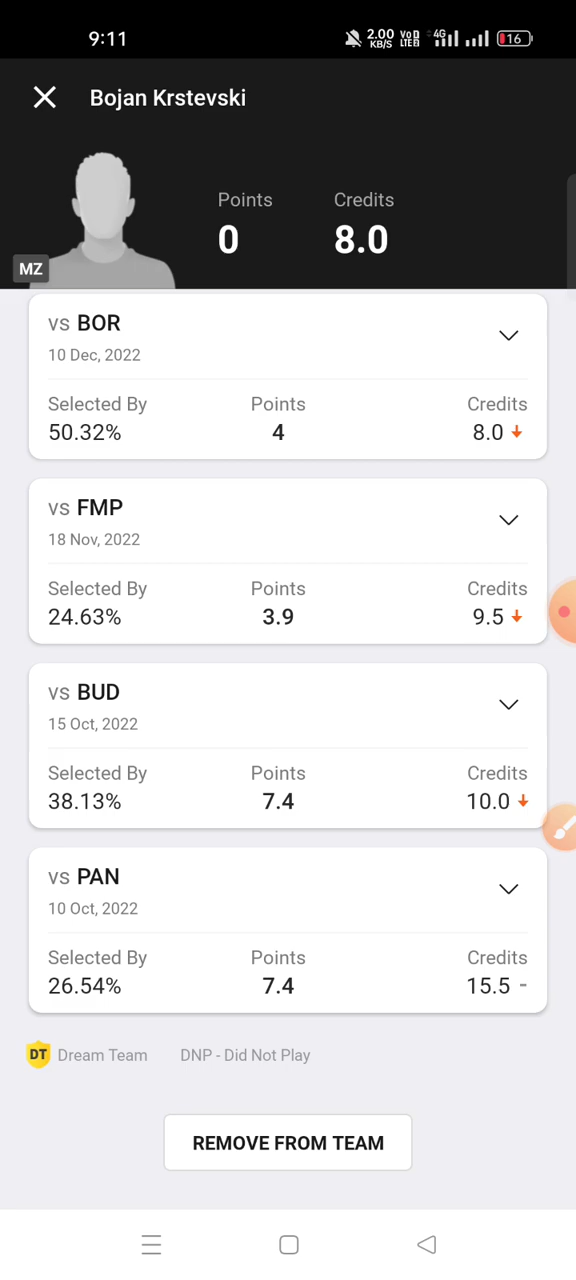 9:11
2.00
KB/S
VoD
LTE2
4G
16
Bojan Krstevski
Points
Credits
0
8.0
MZ
vs BOR
10 Dec, 2022
Selected By
Points
Credits
50.32%
4
8.0
vs FMP
18 Nov, 2022
Selected By
Points
Credits
24.63%
3.9
9.5
vs BUD
15 Oct, 2022
Selected By
Points
Credits
38.13%
7.4
10.0
vs PAN
10 Oct, 2022
Selected By
Points
Credits
26.54%
7.4
15.5 -
DT Dream Team
DNP - Did Not Play
REMOVE FROM TEAM